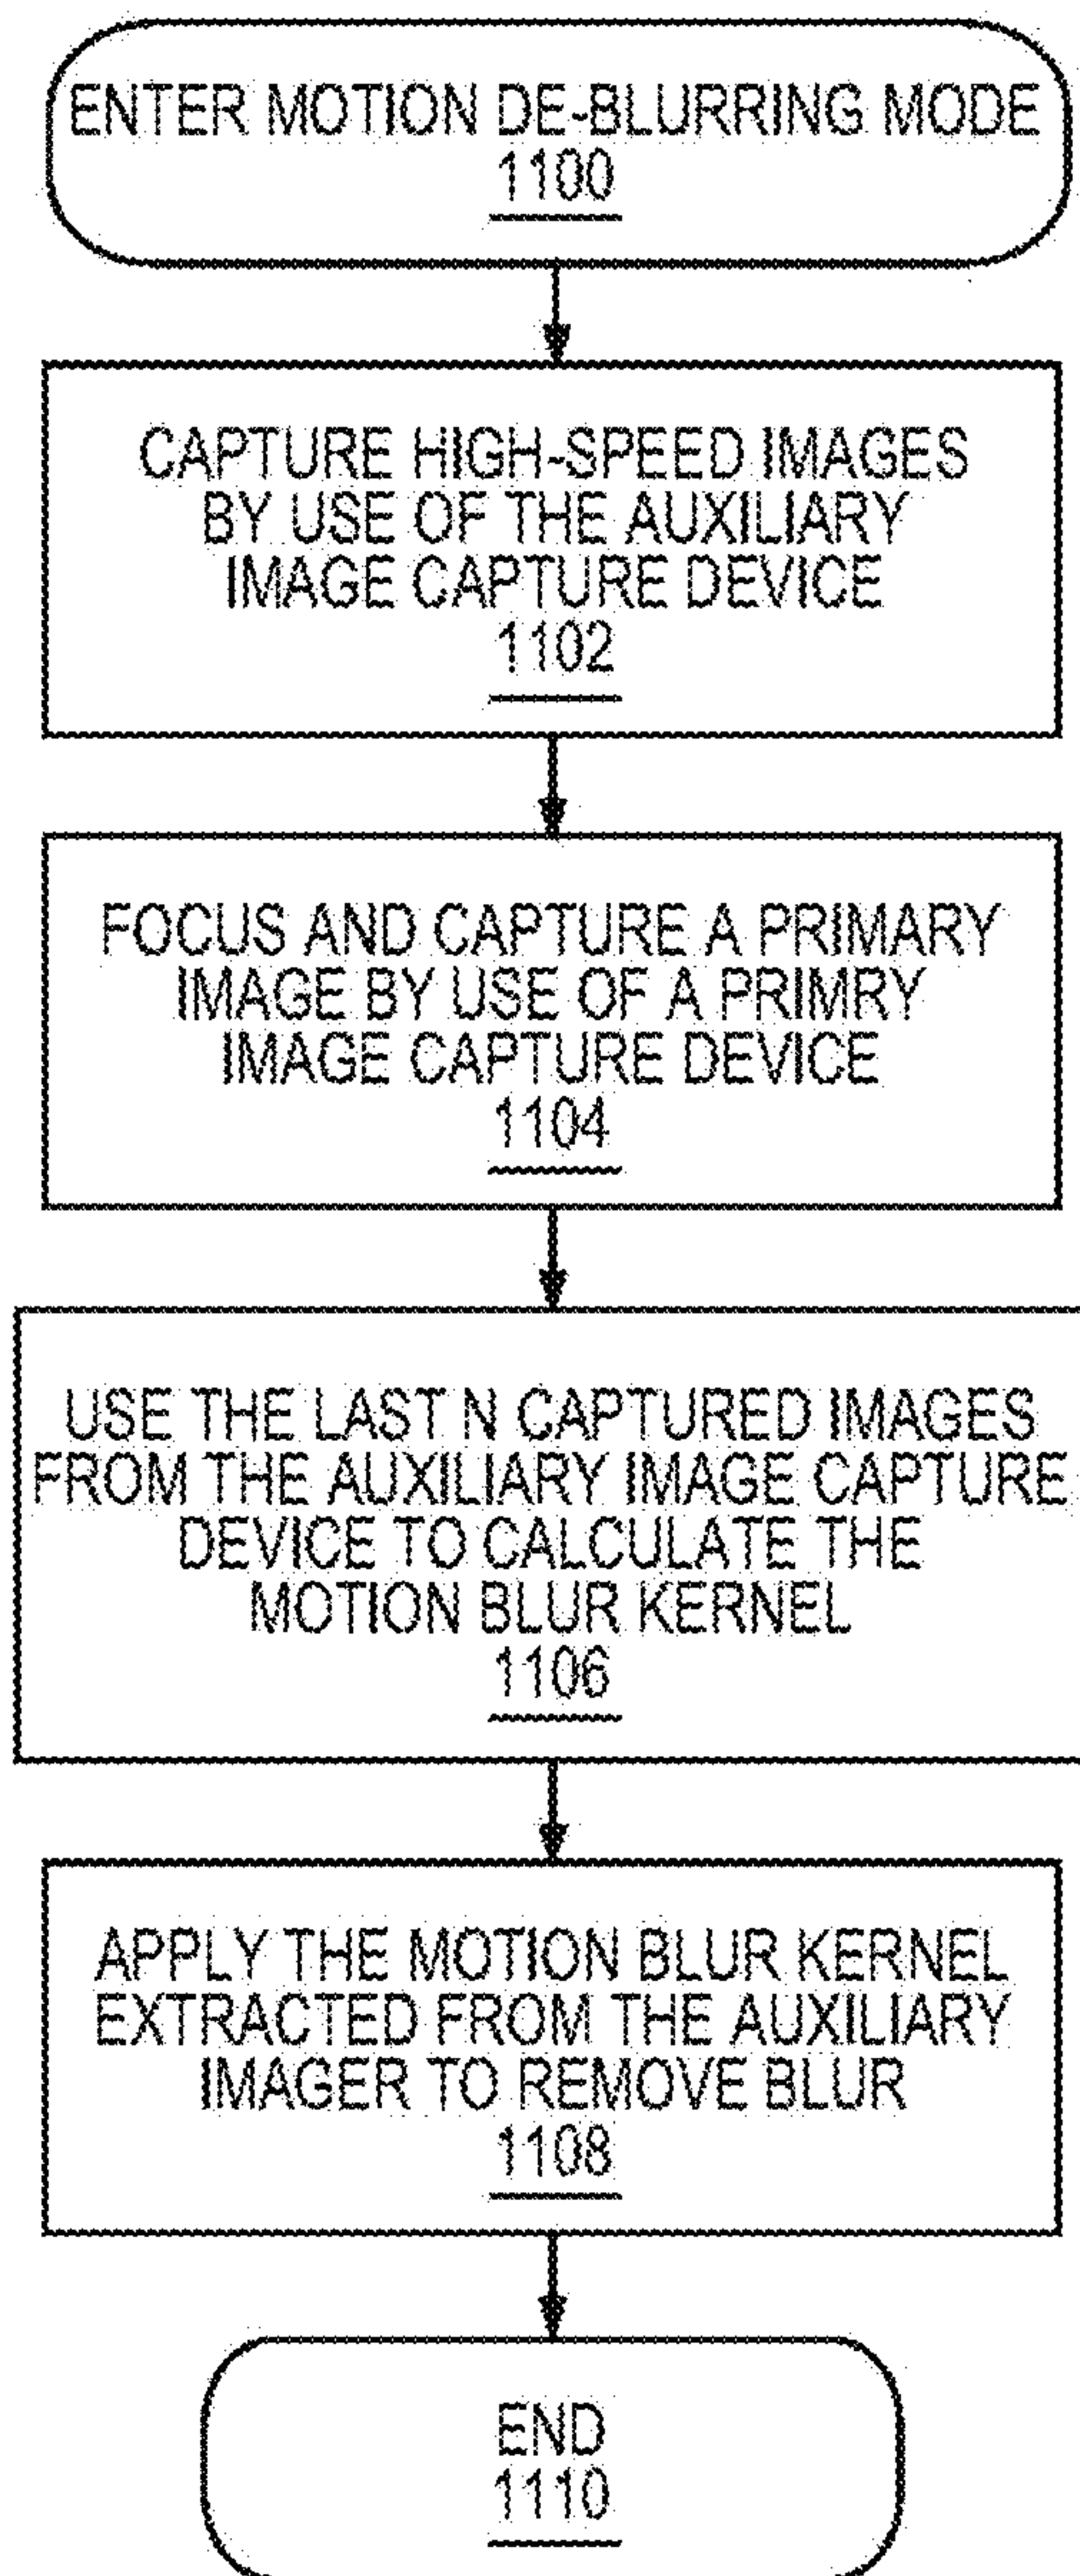 ENTER MOTION DE-BLURRING MODE
1100
CAPTURE HIGH-SPEED IMAGES
BY USE OF THE AUXILIARY
IMAGE CAPTURE DEVICE
1102
FOCUS AND CAPTURE A PRIMARY
IMAGE BY USE OF A PRIMRY
IMAGE CAPTURE DEVICE
1104
USE THE LAST N CAPTURED IMAGES
FROM THE AUXILIARY IMAGE CAPTURE
DEVICE TO CALCULATE THE
MOTION BLUR KERNEL
1106
APPLY THE MOTION BLUR KERNEL
EXTRACTED FROM THE AUXILIARY
IMAGER TO REMOVE BLUR
1108
END
1110